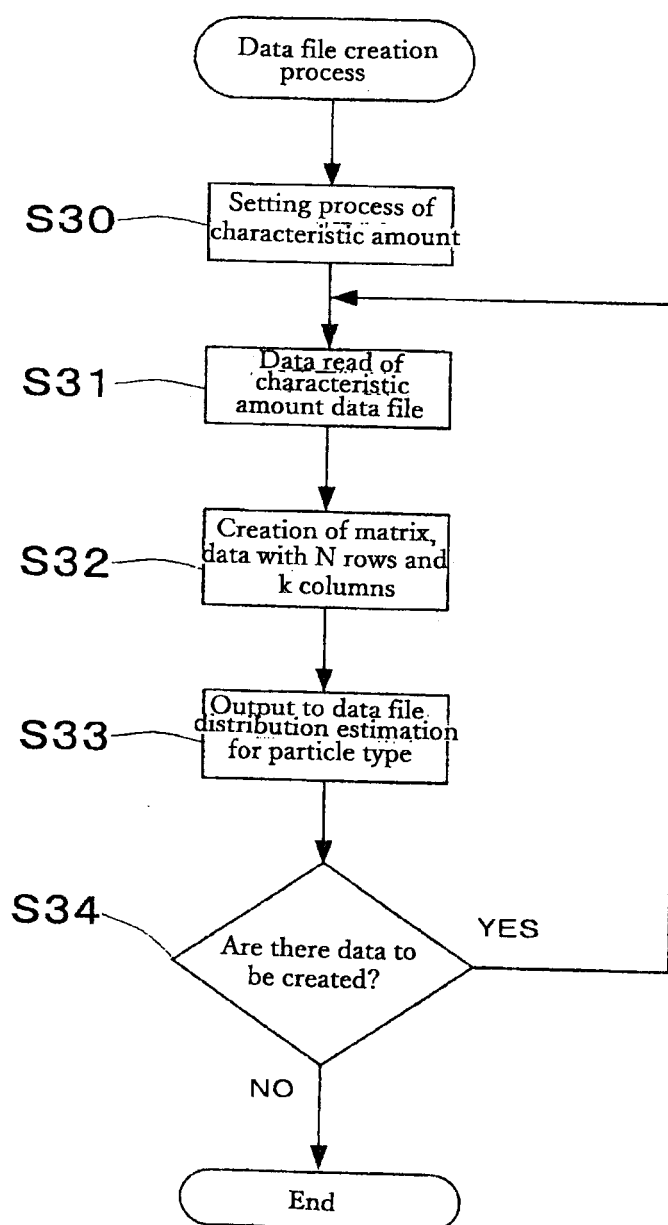 Data file creation
process
S30
Setting process of
characteristic amount
S31
Data read of
characteristic
amount data file
S32
Creation of matrix,
data with N rows and
k columns
S33
Output to data file
distribution estimation
for particle type
S34
Are there data to
be created?
YES
NO
End